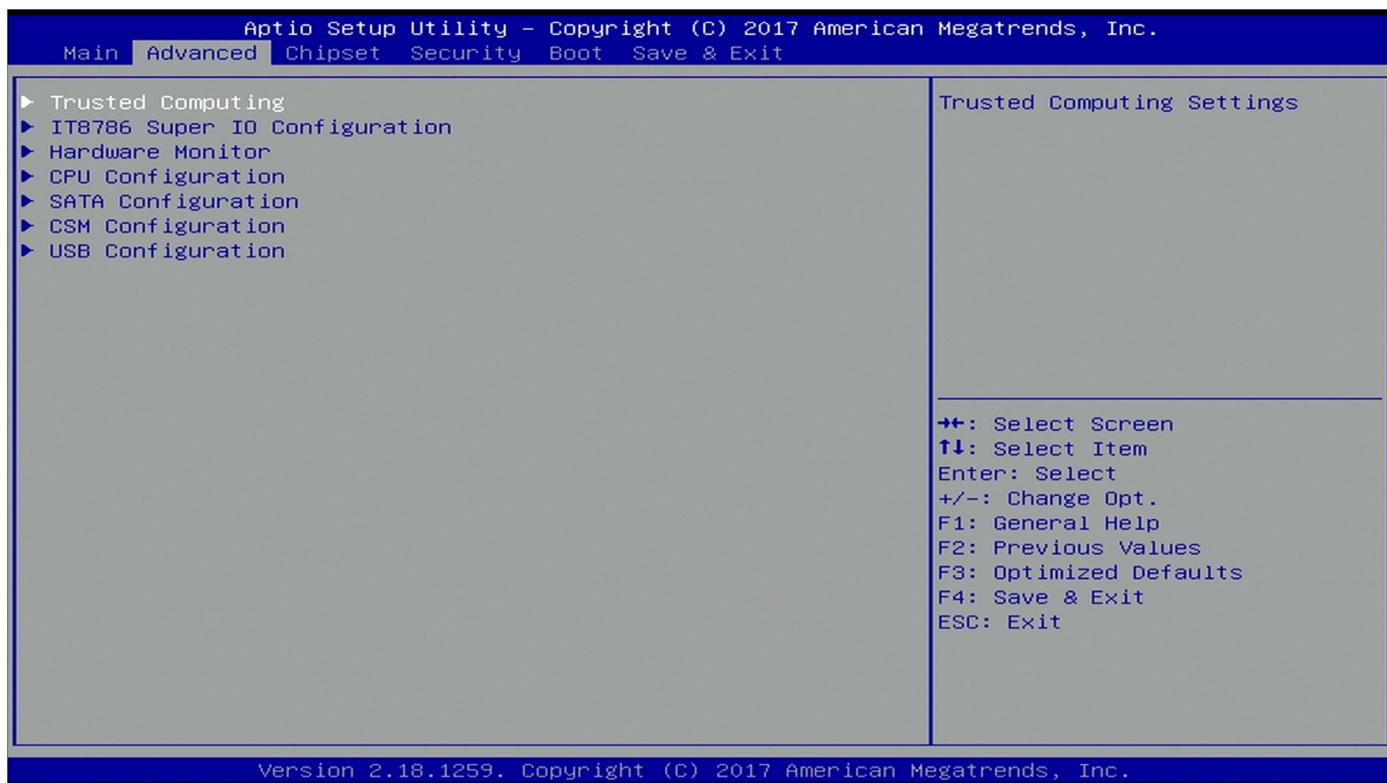 Aptio Setup Utility – Copyright (C) 2017 American Megatrends, Inc.
Main Advanced Chipset Security Boot Save & Exit
▶ Trusted Computing
▶ IT8786 Super IO Configuration
▶ Hardware Monitor
▶ CPU Configuration
▶ SATA Configuration
▶ CSM Configuration
▶ USB Configuration
Trusted Computing Settings
→←: Select Screen
↑↓: Select Item
Enter: Select
+/-: Change Opt.
F1: General Help
F2: Previous Values
F3: Optimized Defaults
F4: Save & Exit
ESC: Exit
Version 2.18.1259. Copyright (C) 2017 American Megatrends, Inc.